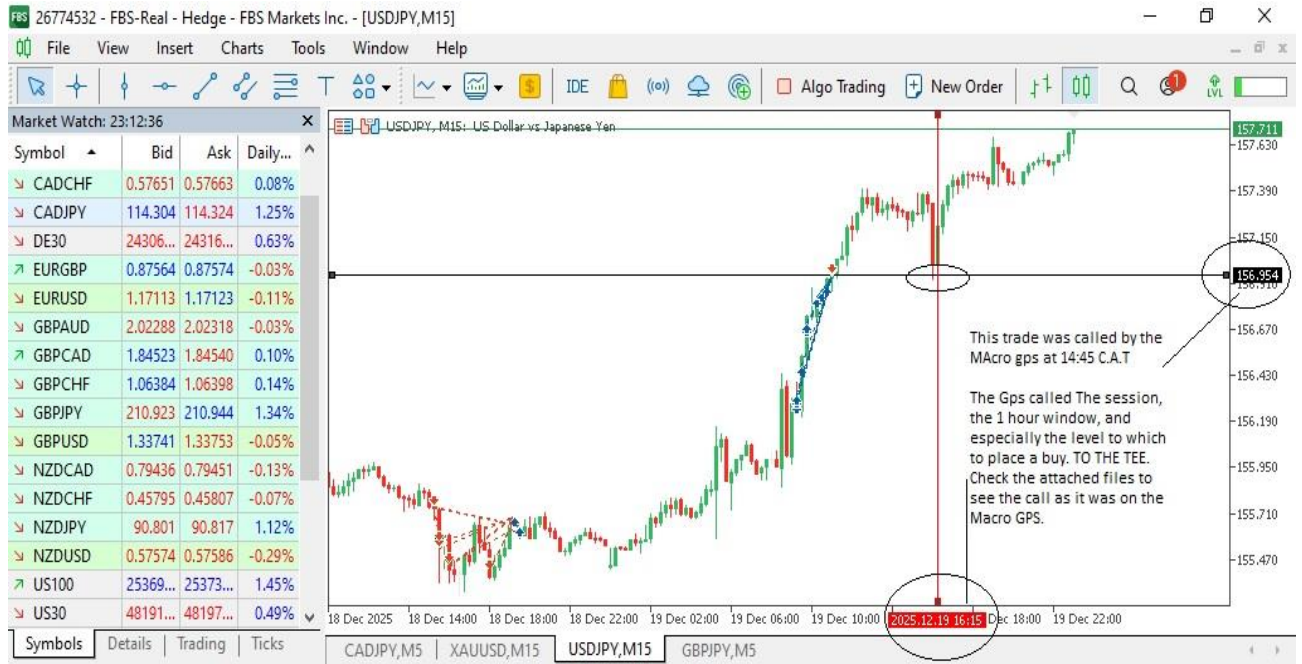 FBS 26774532 - FBS-Real - Hedge - FBS Markets Inc. - [USDJPY,M15]
File View Insert Charts Tools Window Help
IDE Algo Trading New Order 1 LVL
Market Watch: 23:12:36
Symbol Bid Ask Daily...
CADCHF 0.57651 0.57663 0.08%
CADJPY 114.304 114.324 1.25%
DE30 24306... 24316... 0.63%
EURGBP 0.87564 0.87574 -0.03%
EURUSD 1.17113 1.17123 -0.11%
GBPAUD 2.02288 2.02318 -0.03%
GBPCAD 1.84523 1.84540 0.10%
GBPCHF 1.06384 1.06398 0.14%
GBPJPY 210.923 210.944 1.34%
GBPUSD 1.33741 1.33753 -0.05%
NZDCAD 0.79436 0.79451 -0.13%
NZDCHF 0.45795 0.45807 -0.07%
NZDJPY 90.801 90.817 1.12%
NZDUSD 0.57574 0.57586 -0.29%
US100 25369... 25373... 1.45%
US30 48191... 48197... 0.49%
Symbols Details Trading Ticks
USDJPY, M15: US Dollar vs Japanese Yen
157.711
157.630
157.390
157.150
156.954
156.910
156.670
156.430
156.190
155.950
155.710
155.470
This trade was called by the
MAcro gps at 14:45 C.A.T
The Gps called The session,
the 1 hour window, and
especially the level to which
to place a buy. TO THE TEE.
Check the attached files to
see the call as it was on the
Macro GPS.
18 Dec 2025 18 Dec 14:00 18 Dec 18:00 18 Dec 22:00 19 Dec 02:00 19 Dec 06:00 19 Dec 10:00 2025.12.19 16:15 Dec 18:00 19 Dec 22:00
CADJPY,M5 XAUUSD,M15 USDJPY,M15 GBPJPY,M5